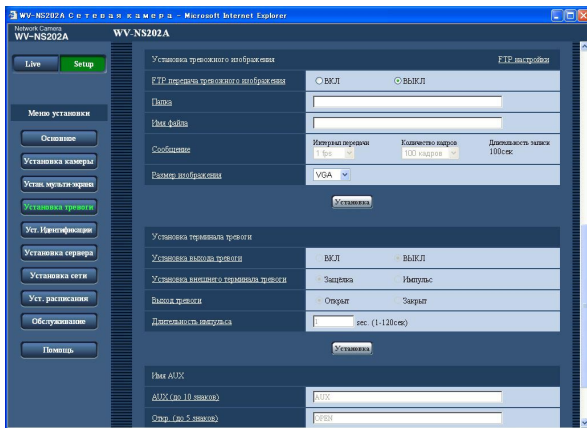 WV-NS202A Сетевая камера - Microsoft Internet Explorer
Network Camera
WV-NS202A
WV-NS202A
Live
Setup
Меню установки
Основное
Установка камеры
Устан. мульти-экрана
Установка тревоги
Уст. Идентификации
Установка сервера
Установка сети
Уст. расписания
Обслуживание
Помощь
Установка тревожного изображения
FTP настройки
FTP передача тревожного изображения
ВКЛ
ВЫКЛ
Папка
Имя файла
Сообщение
Интервал передачи
Количество кадров
Длительность записи
1 fps
100 кадров
100сек
Размер изображения
VGA
Установка
Установка терминала тревоги
Установка выхода тревоги
ВКЛ
ВЫКЛ
Установка внешнего терминала тревоги
Защёлка
Импульс
Выход тревоги
Открыт
Закрыт
Длительность импульса
1
sec. (1-120сек)
Установка
Имя AUX
AUX (до 10 знаков)
AUX
Откр. (до 5 знаков)
OPEN